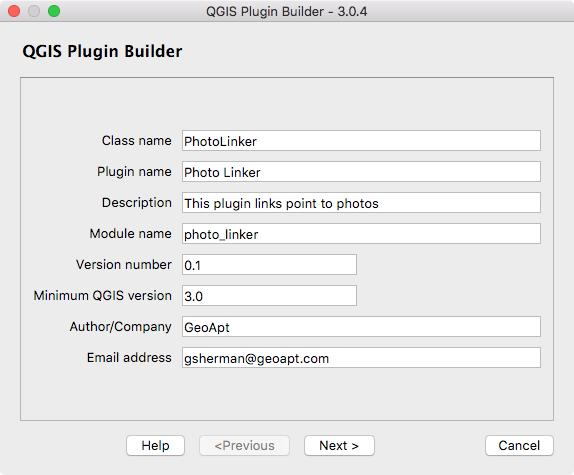 QGIS Plugin Builder - 3.0.4
QGIS Plugin Builder
Class name PhotoLinker
Plugin name Photo Linker
Description This plugin links point to photos
Module name photo_linker
Version number 0.1
Minimum QGIS version 3.0
Author/Company GeoApt
Email address gsherman@geoapt.com
Help <Previous Next > Cancel